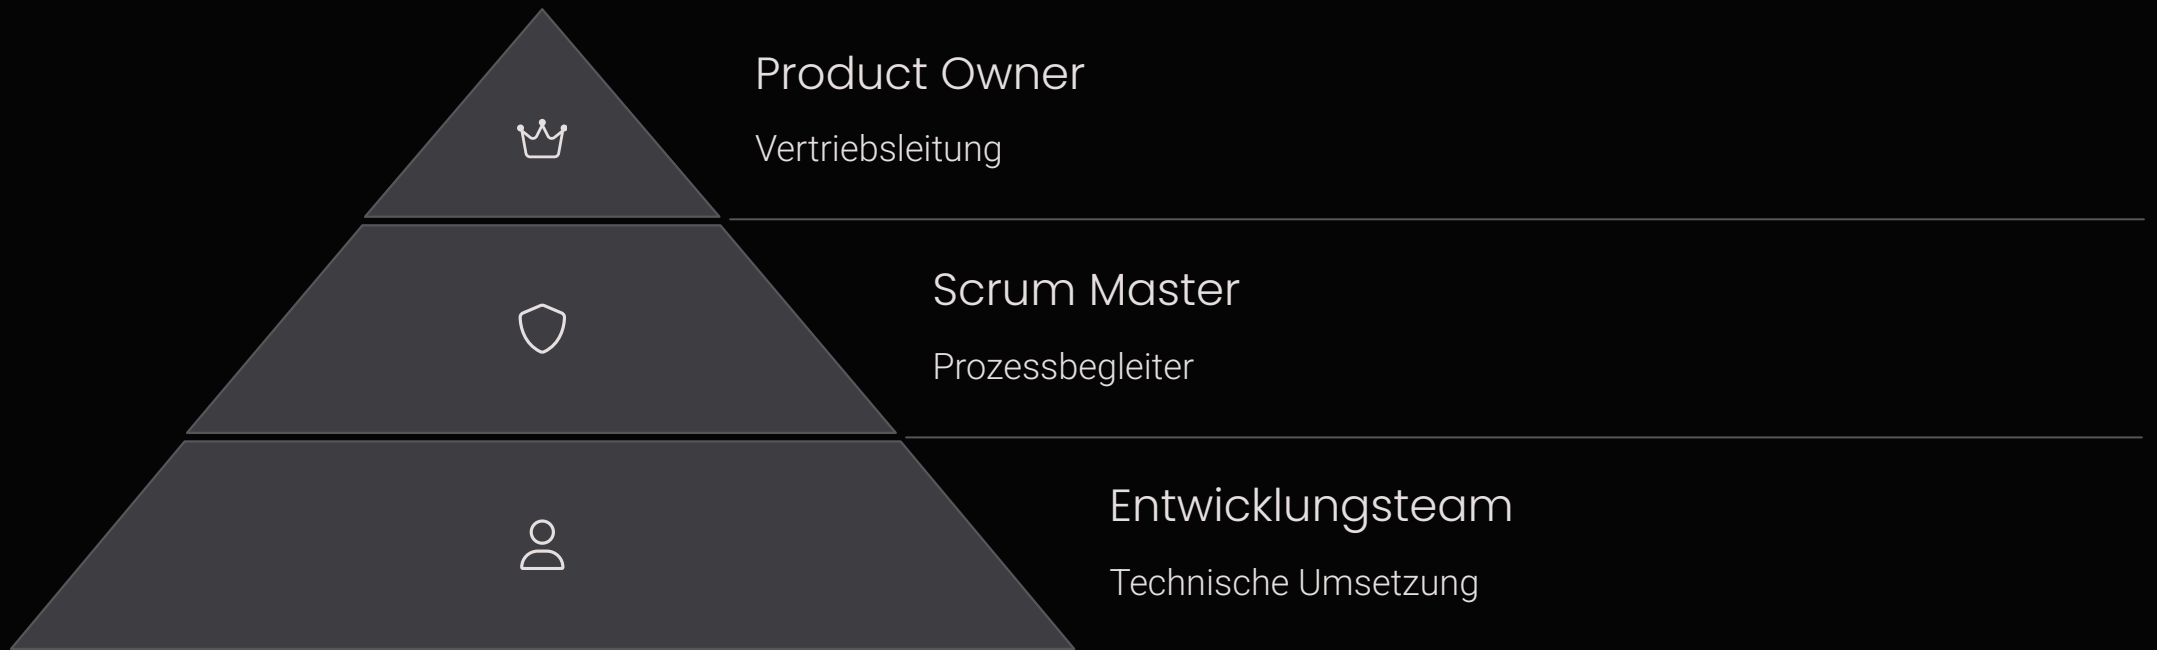 Product Owner
Vertriebsleitung
Scrum Master
Prozessbegleiter
Entwicklungsteam
Technische Umsetzung